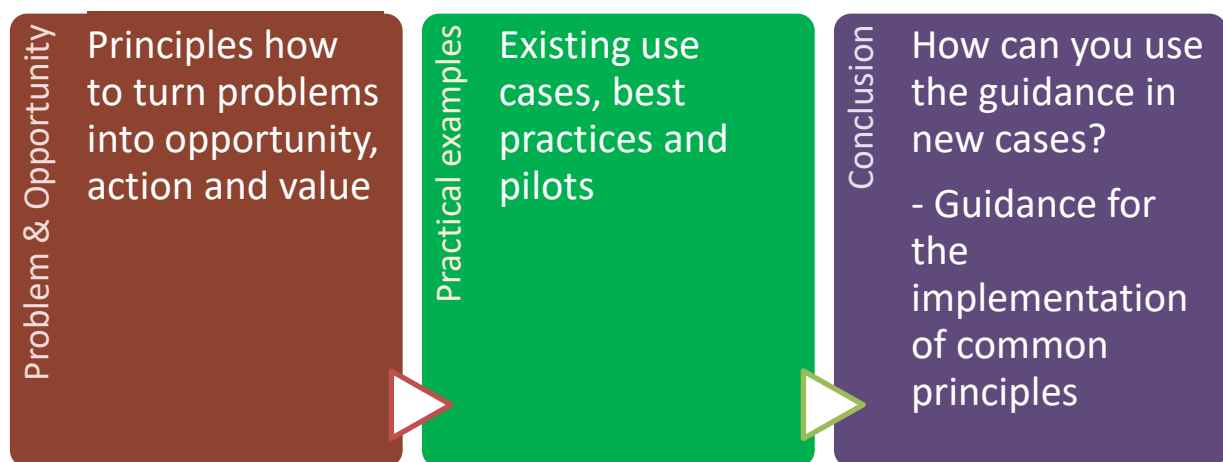 Problem & Opportunity
Principles how
to turn problems
into opportunity,
action and value
Practical examples
Existing use
cases, best
practices and
pilots
Conclusion
How can you use
the guidance in
new cases?
- Guidance for
the
implementation
of common
principles